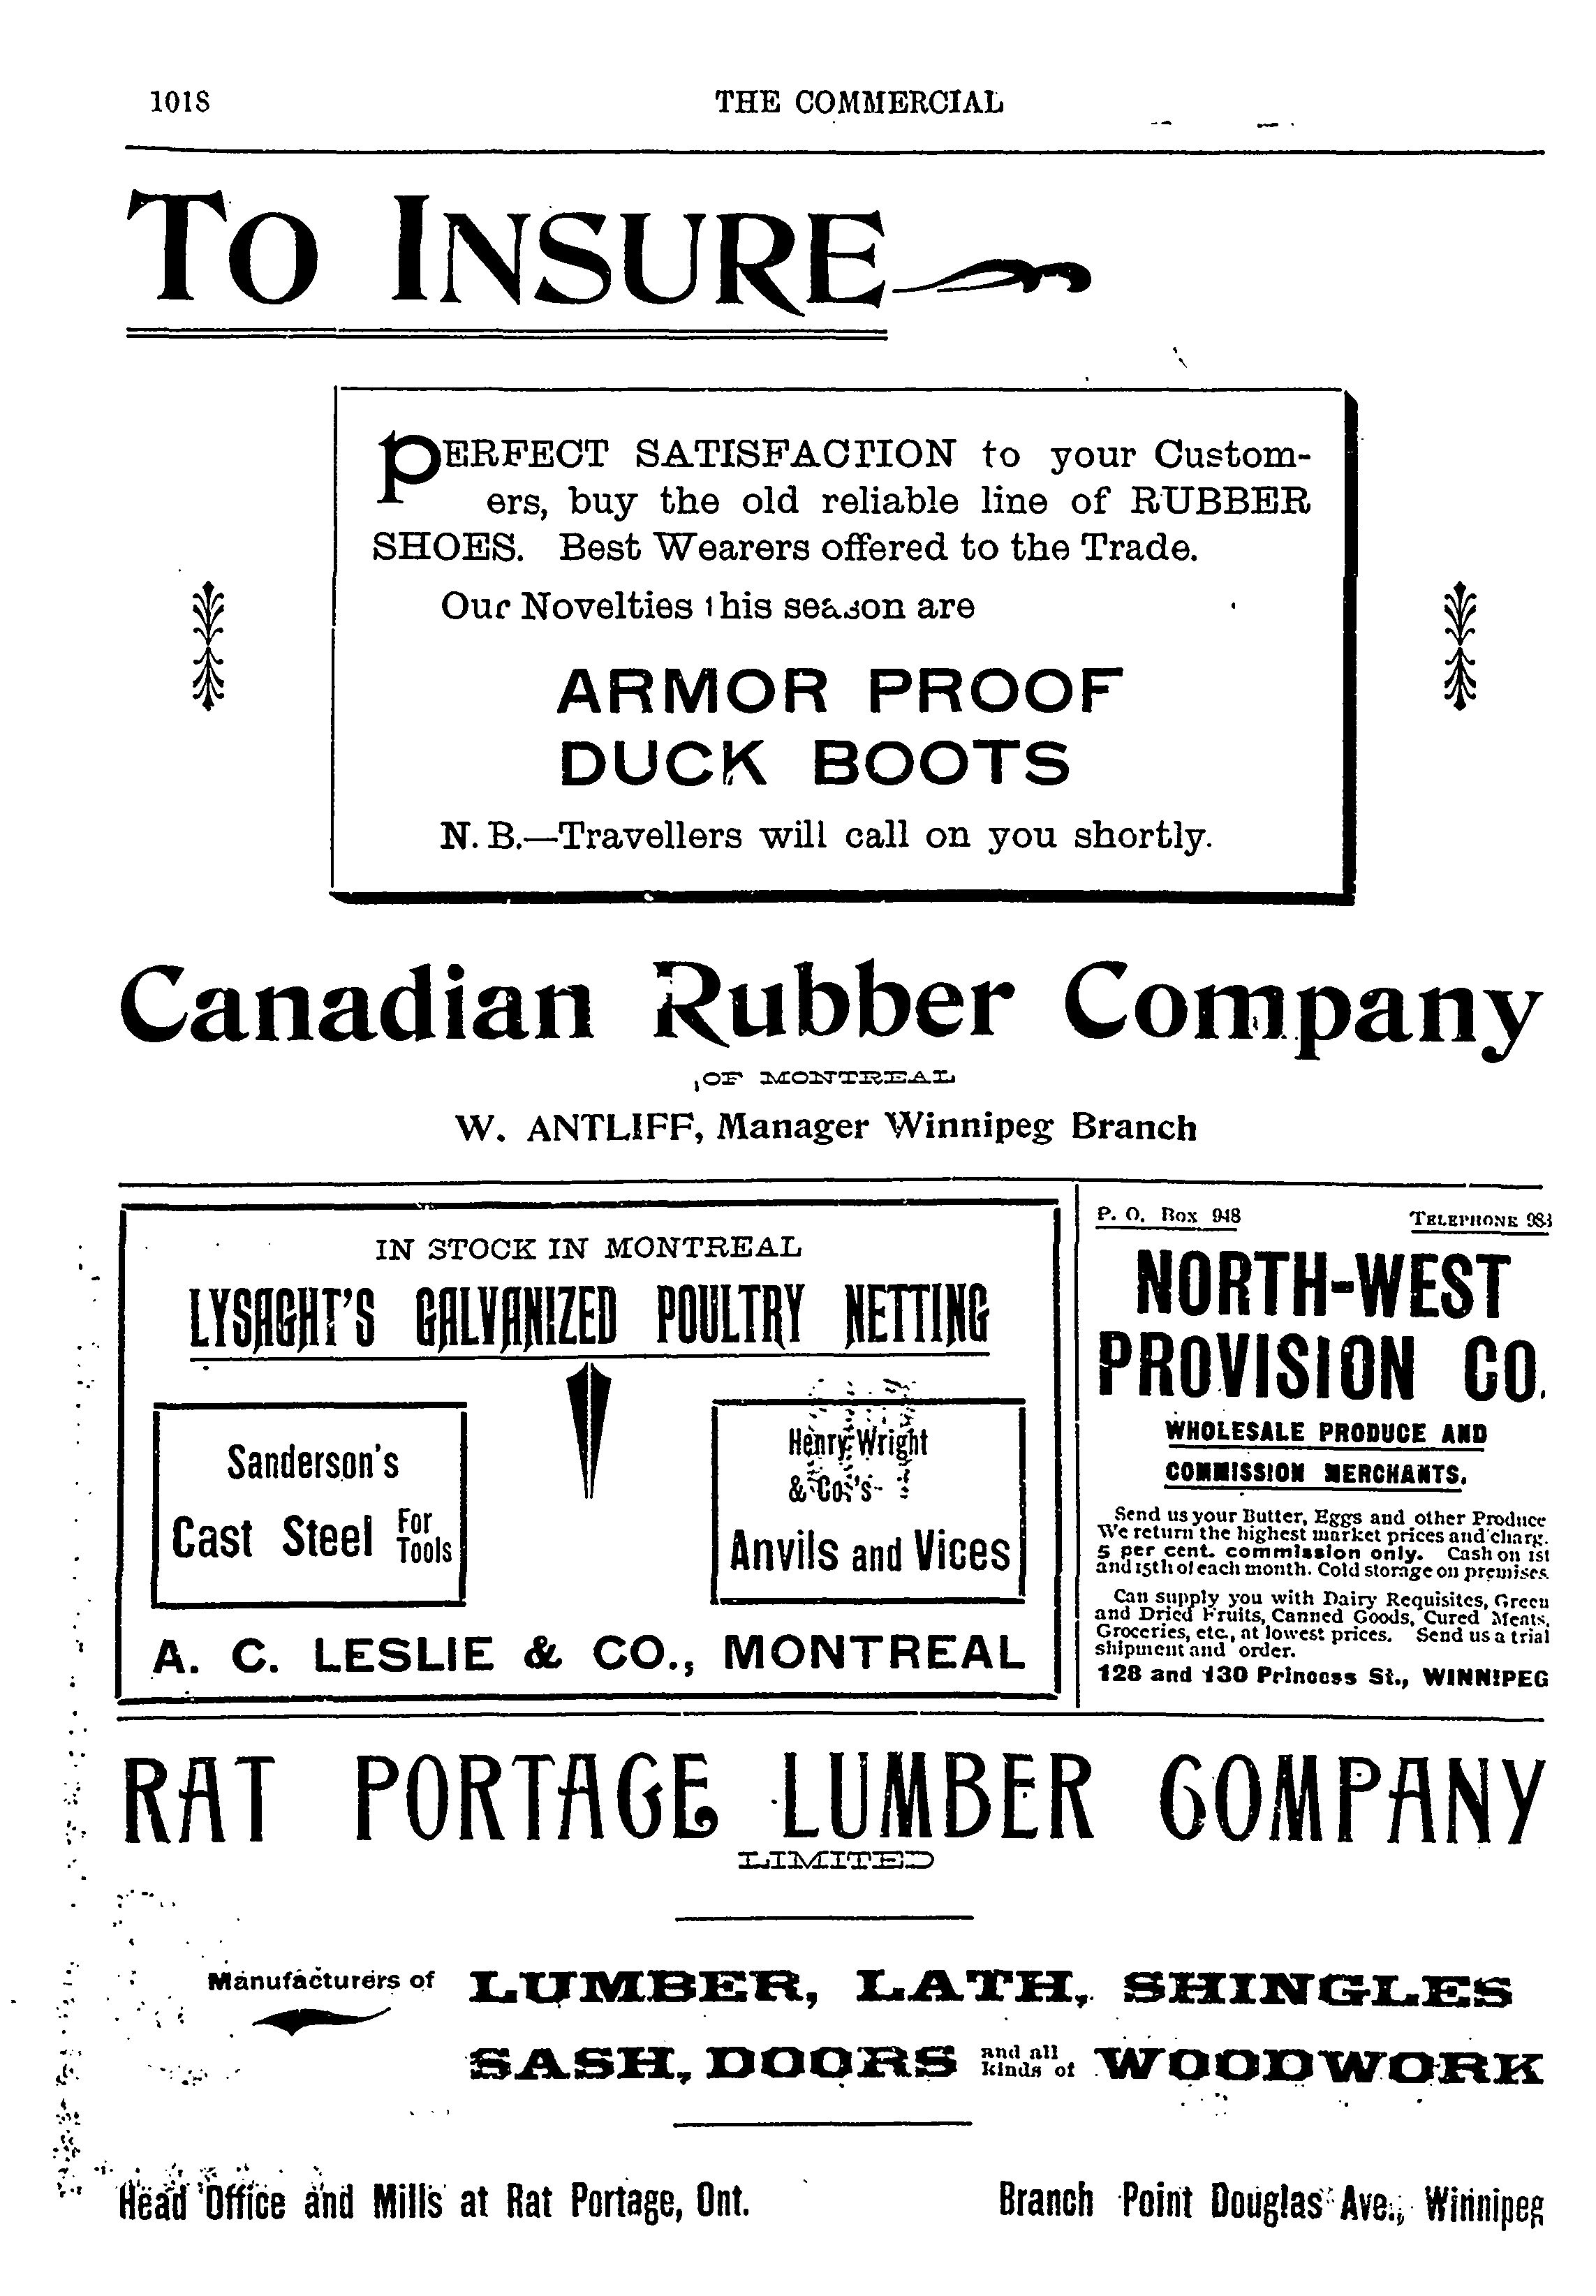 1018
THE COMMERCIAL
TO INSURE
PERFECT SATISFACTION to your Custom-
ers, buy the old reliable line of RUBBER
SHOES. Best Wearers offered to the Trade.
Our Novelties this season are
ARMOR PROOF
DUCK BOOTS
N. B.—Travellers will call on you shortly.
Canadian Rubber Company
OF MONTREAL
W. ANTLIFF, Manager Winnipeg Branch
IN STOCK IN MONTREAL
LYSAGHT'S GALVANIZED POULTRY NETTING
Sanderson's
Cast Steel For Tools
Henry Wright
& Co.'s
Anvils and Vices
A. C. LESLIE & CO., MONTREAL
P. O. Box 948
TELEPHONE 983
NORTH-WEST
PROVISION CO.
WHOLESALE PRODUCE AND
COMMISSION MERCHANTS.
Send us your Butter, Eggs and other Produce
We return the highest market prices and charg.
5 per cent. commission only. Cash on 1st
and 15th of each month. Cold storage on premises.
Can supply you with Dairy Requisites, Green
and Dried Fruits, Canned Goods, Cured Meats,
Groceries, etc., at lowest prices. Send us a trial
shipment and order.
128 and 130 Princess St., WINNIPEG
RAT PORTAGE LUMBER COMPANY
LIMITED
Manufacturers of LUMBER, LATH, SHINGLES
SASH, DOORS and all kinds of WOODWORK
Head Office and Mills at Rat Portage, Ont.
Branch Point Douglas Ave., Winnipeg